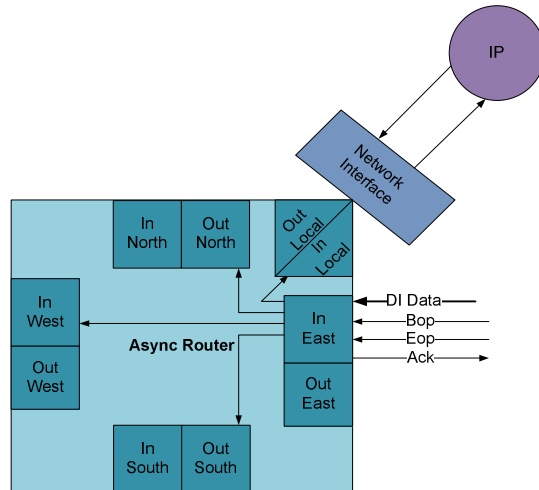 IP
Network
Interface
In
North
Out
North
Out
Local
In
Local
In
West
Out
West
Async Router
In
East
Out
East
DI Data
Bop
Eop
Ack
In
South
Out
South